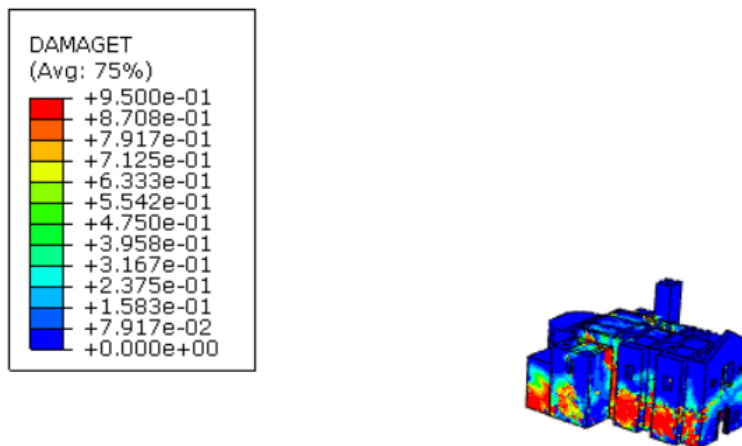 DAMAGET
(Avg: 75%)
+9.500e-01
+8.708e-01
+7.917e-01
+7.125e-01
+6.333e-01
+5.542e-01
+4.750e-01
+3.958e-01
+3.167e-01
+2.375e-01
+1.583e-01
+7.917e-02
+0.000e+00